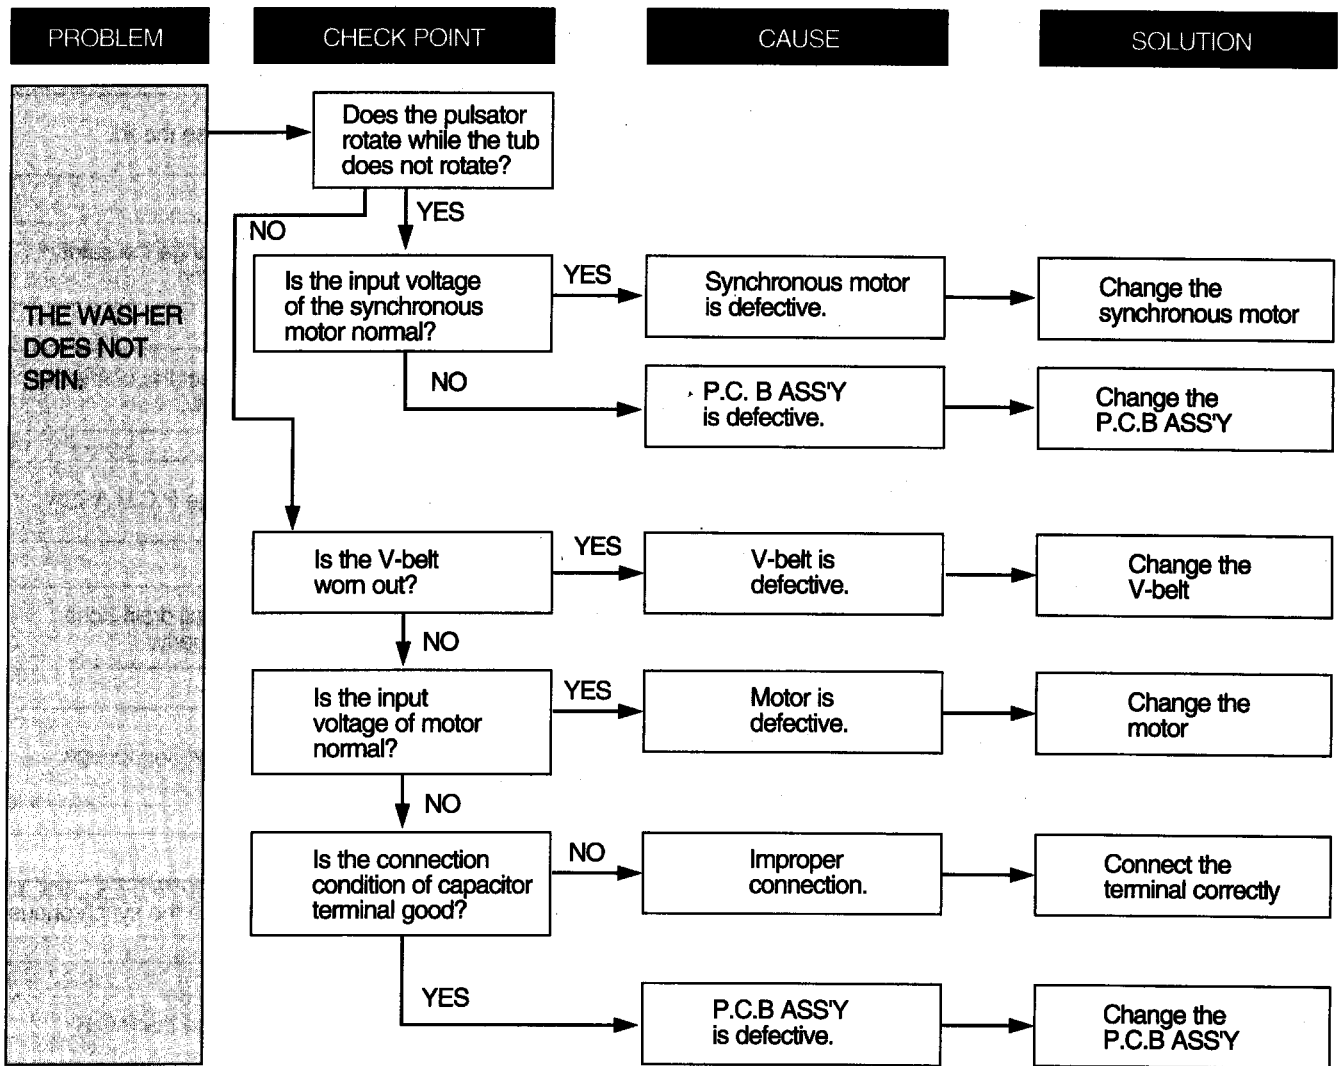 PROBLEM
CHECK POINT
CAUSE
SOLUTION
THE WASHER
DOES NOT
SPIN.
Does the pulsator
rotate while the tub
does not rotate?
NO
YES
Is the input voltage
of the synchronous
motor normal?
YES
Synchronous motor
is defective.
Change the
synchronous motor
NO
P.C. B ASS'Y
is defective.
Change the
P.C.B ASS'Y
Is the V-belt
worn out?
YES
V-belt is
defective.
Change the
V-belt
NO
Is the input
voltage of motor
normal?
YES
Motor is
defective.
Change the
motor
NO
Is the connection
condition of capacitor
terminal good?
NO
Improper
connection.
Connect the
terminal correctly
YES
P.C.B ASS'Y
is defective.
Change the
P.C.B ASS'Y